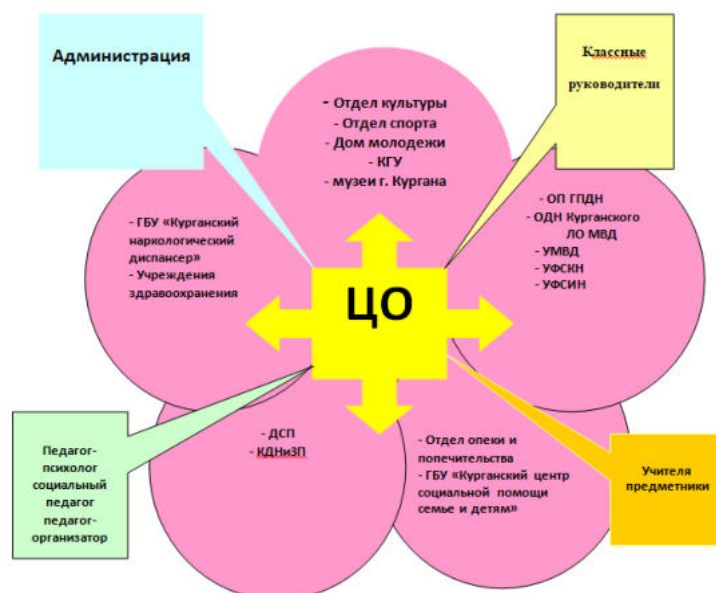 Администрация
Классные
руководители
- Отдел культуры
- Отдел спорта
- Дом молодежи
- КГУ
- музеи г. Кургана
- ГБУ «Курганский
наркологический
диспансер»
- Учреждения
здравоохранения
- ОП ГПДН
- ОДН Курганского
ЛО МВД
- УМВД
- УФСКН
- УФСИН
ЦО
- ДСП
- КДНиЗП
- Отдел опеки и
попечительства
- ГБУ «Курганский центр
социальной помощи
семье и детям»
Педагог-
психолог
социальный
педагог
педагог-
организатор
Учителя
предметники